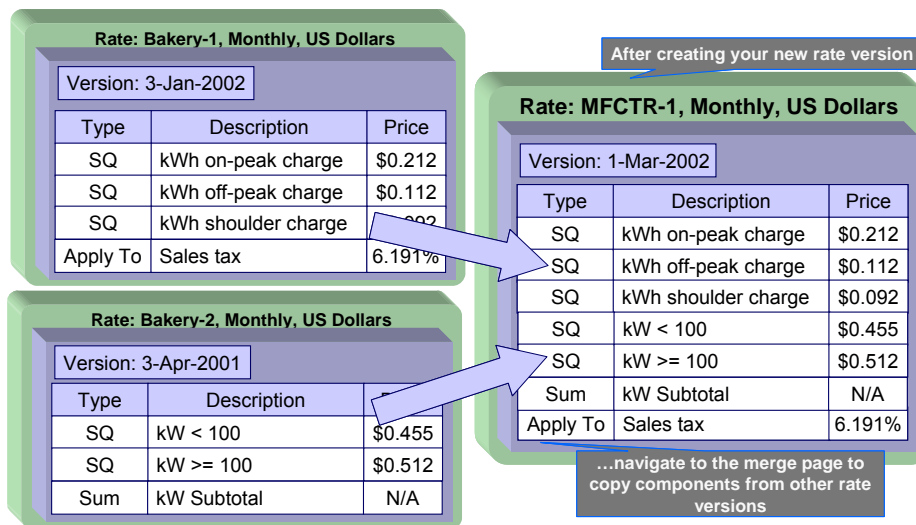 Rate: Bakery-1, Monthly, US Dollars
Version: 3-Jan-2002
Type Description Price
SQ kWh on-peak charge $0.212
SQ kWh off-peak charge $0.112
SQ kWh shoulder charge
Apply To Sales tax 6.191%
Rate: Bakery-2, Monthly, US Dollars
Version: 3-Apr-2001
Type Description
SQ kW < 100 $0.455
SQ kW >= 100 $0.512
Sum kW Subtotal N/A
After creating your new rate version
Rate: MFCTR-1, Monthly, US Dollars
Version: 1-Mar-2002
Type Description Price
SQ kWh on-peak charge $0.212
SQ kWh off-peak charge $0.112
SQ kWh shoulder charge $0.092
SQ kW < 100 $0.455
SQ kW >= 100 $0.512
Sum kW Subtotal N/A
Apply To Sales tax 6.191%
…navigate to the merge page to
copy components from other rate
versions